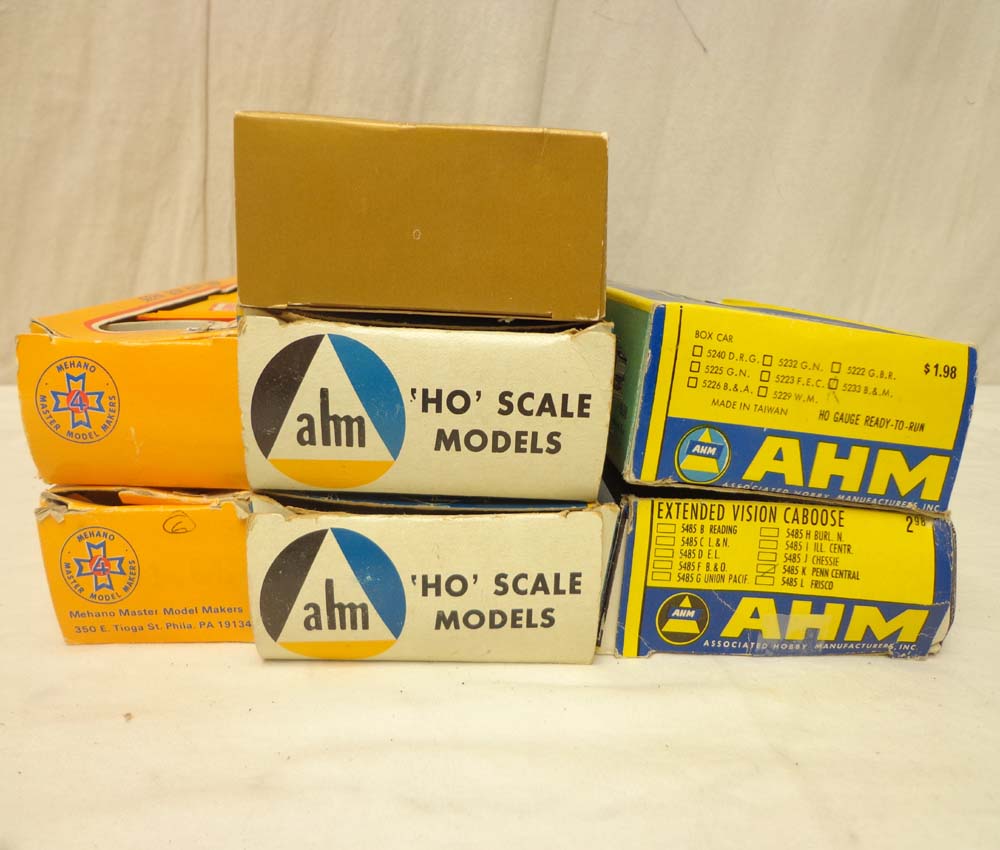 MEHANO
4
MASTER MODEL MAKERS
ahm
'HO' SCALE
MODELS
BOX CAR
5240 D.R.G.
5225 G.N.
5226 B.&A.
5232 G.N.
5223 F.E.C.
5229 W.M.
5222 G.B.R.
5233 B.&M.
$1.98
MADE IN TAIWAN
HO GAUGE READY-TO-RUN
AHM
AHM
ASSOCIATED HOBBY MANUFACTURERS, INC
6
MEHANO
4
MASTER MODEL MAKERS
Mehano Master Model Makers
350 E. Tioga St. Phila. PA 19134
ahm
'HO' SCALE
MODELS
EXTENDED VISION CABOOSE
2.98
5485 B READING
5485 C L.&N.
5485 D E.L.
5485 F B.&O.
5485 G UNION PACIF.
5485 H BURL. N.
5485 I ILL. CENTR.
5485 J CHESSIE
5485 K PENN CENTRAL
5485 L FRISCO
AHM
AHM
ASSOCIATED HOBBY MANUFACTURERS, INC.